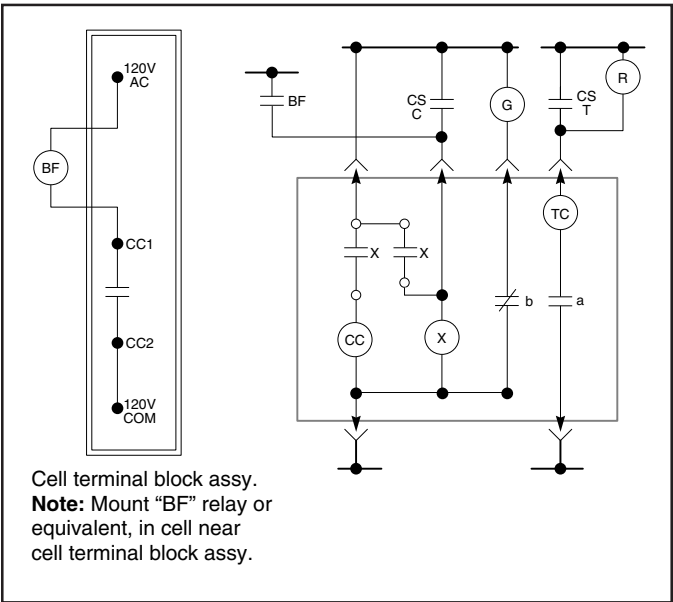 120V
AC
BF
CC1
CC2
120V
COM
Cell terminal block assy.
Note: Mount “BF” relay or
equivalent, in cell near
cell terminal block assy.
BF
CS
C
G
CS
T
R
TC
X
X
b
a
CC
X